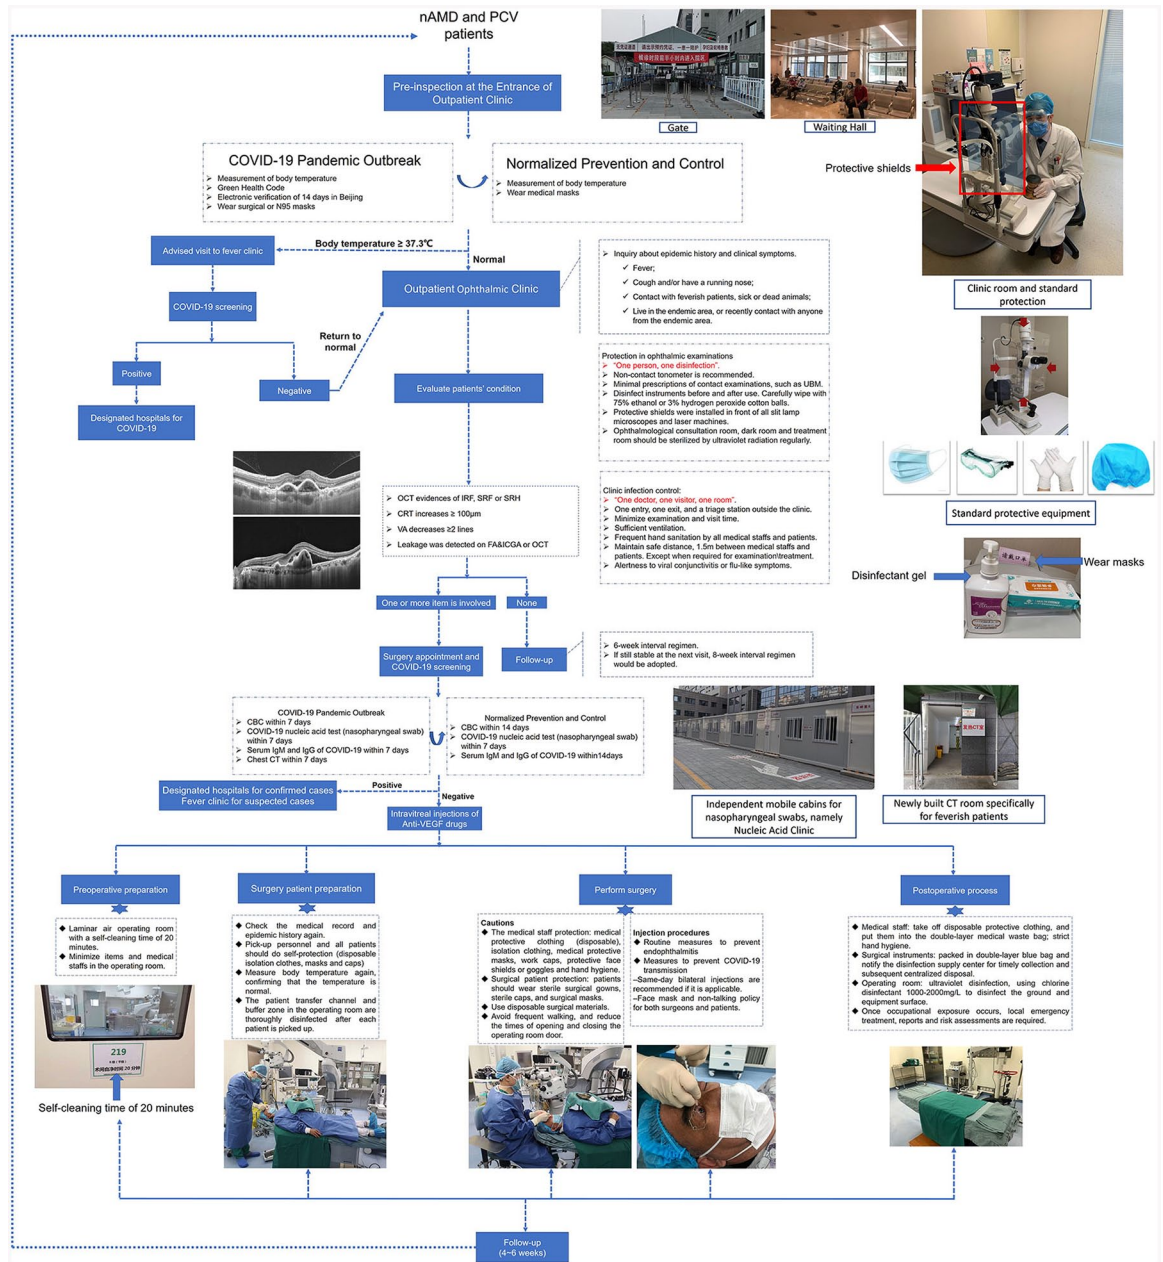 nAMD and PCV
patients
Pre-inspection at the Entrance of
Outpatient Clinic
Gate
Waiting Hall
Protective shields
Clinic room and standard
protection
COVID-19 Pandemic Outbreak
➢ Measurement of body temperature
➢ Green Health Code
➢ Electronic verification of 14 days in Beijing
➢ Wear surgical or N95 masks
Normalized Prevention and Control
➢ Measurement of body temperature
➢ Wear medical masks
Advised visit to fever clinic
Body temperature ≥ 37.3℃
Normal
Outpatient Ophthalmic Clinic
➢ Inquiry about epidemic history and clinical symptoms.
✓ Fever;
✓ Cough and/or have a running nose;
✓ Contact with feverish patients, sick or dead animals;
✓ Live in the endemic area, or recently contact with anyone
from the endemic area.
COVID-19 screening
Return to
normal
Positive
Negative
Designated hospitals for
COVID-19
Evaluate patients' condition
Protection in ophthalmic examinations
➢ "One person, one disinfection".
➢ Non-contact tonometer is recommended.
➢ Minimal prescriptions of contact examinations, such as UBM.
➢ Disinfect instruments before and after use. Carefully wipe with
75% ethanol or 3% hydrogen peroxide cotton balls.
➢ Protective shields were installed in front of all slit lamp
microscopes and laser machines.
➢ Ophthalmological consultation room, dark room and treatment
room should be sterilized by ultraviolet radiation regularly.
Standard protective equipment
➢ OCT evidences of IRF, SRF or SRH
➢ CRT increases ≥ 100μm
➢ VA decreases ≥2 lines
➢ Leakage was detected on FA&ICGA or OCT
Clinic infection control:
➢ "One doctor, one visitor, one room".
➢ One entry, one exit, and a triage station outside the clinic.
➢ Minimize examination and visit time.
➢ Sufficient ventilation.
➢ Frequent hand sanitation by all medical staffs and patients.
➢ Maintain safe distance, 1.5m between medical staffs and
patients. Except when required for examination\treatment.
➢ Alertness to viral conjunctivitis or flu-like symptoms.
Disinfectant gel
Wear masks
One or more item is involved
None
Surgery appointment and
COVID-19 screening
Follow-up
➢ 6-week interval regimen.
➢ If still stable at the next visit, 8-week interval regimen
would be adopted.
COVID-19 Pandemic Outbreak
➢ CBC within 7 days
➢ COVID-19 nucleic acid test (nasopharyngeal swab)
within 7 days
➢ Serum IgM and IgG of COVID-19 within 7 days
➢ Chest CT within 7 days
Normalized Prevention and Control
➢ CBC within 14 days
➢ COVID-19 nucleic acid test (nasopharyngeal swab)
within 7 days
➢ Serum IgM and IgG of COVID-19 within14days
发热CT室
Independent mobile cabins for
nasopharyngeal swabs, namely
Nucleic Acid Clinic
Newly built CT room specifically
for feverish patients
Designated hospitals for confirmed cases
Fever clinic for suspected cases
Positive
Negative
Intravitreal injections of
Anti-VEGF drugs
Preoperative preparation
◆ Laminar air operating room
with a self-cleaning time of 20
minutes.
◆ Minimize items and medical
staffs in the operating room.
219
Self-cleaning time of 20 minutes
Surgery patient preparation
◆ Check the medical record and
epidemic history again.
◆ Pick-up personnel and all patients
should do self-protection (disposable
isolation clothes, masks and caps)
◆ Measure body temperature again,
confirming that the temperature is
normal.
◆ The patient transfer channel and
buffer zone in the operating room are
thoroughly disinfected after each
patient is picked up.
Perform surgery
Cautions
◆ The medical staff protection: medical
protective clothing (disposable),
isolation clothing, medical protective
masks, work caps, protective face
shields or goggles and hand hygiene.
◆ Surgical patient protection: patients
should wear sterile surgical gowns,
sterile caps, and surgical masks.
◆ Use disposable surgical materials.
◆ Avoid frequent walking, and reduce
the times of opening and closing the
operating room door.
Injection procedures
◆ Routine measures to prevent
endophthalmitis
◆ Measures to prevent COVID-19
transmission
–Same-day bilateral injections are
recommended if it is applicable.
–Face mask and non-talking policy
for both surgeons and patients.
Postoperative process
◆ Medical staff: take off disposable protective clothing, and
put them into the double-layer medical waste bag; strict
hand hygiene.
◆ Surgical instruments: packed in double-layer blue bag and
notify the disinfection supply center for timely collection and
subsequent centralized disposal.
◆ Operating room: ultraviolet disinfection, using chlorine
disinfectant 1000-2000mg/L to disinfect the ground and
equipment surface.
◆ Once occupational exposure occurs, local emergency
treatment, reports and risk assessments are required.
Follow-up
(4~6 weeks)